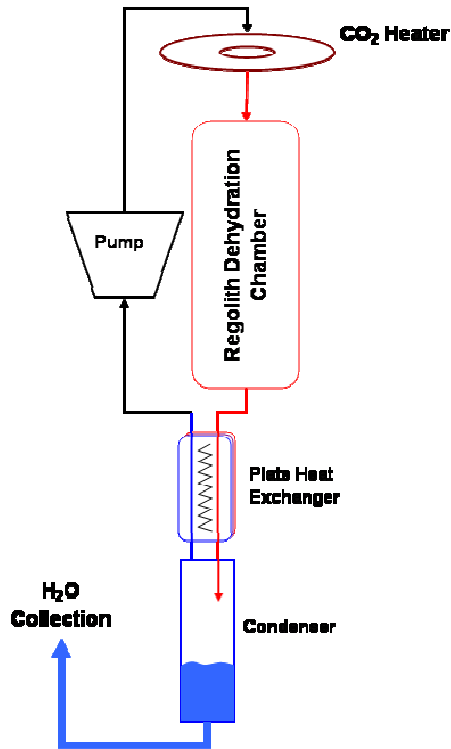 CO₂ Heater
Regolith Dehydration
Chamber
Pump
Plate Heat
Exchanger
H₂O
Collection
Condenser